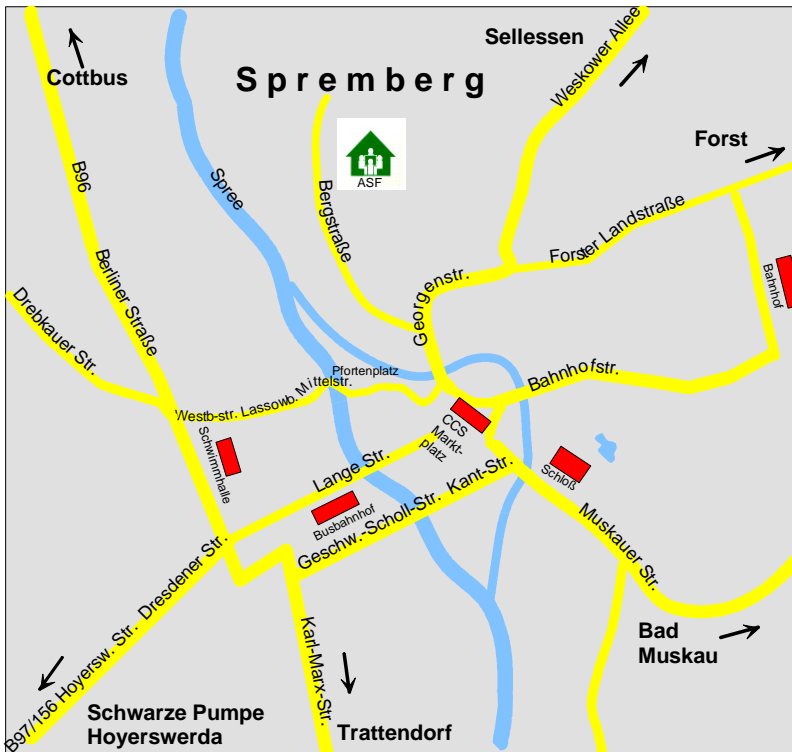 Sellessen
Weskower Allee
Cottbus
Spremberg
Forst
B96
Spree
Bergstraße
ASF
Forster Landstraße
Georgenstr.
Bahnhof
Berliner Straße
Drebkauer Str.
Pfortenplatz
Bahnhofstr.
Westb-str. Lassowb. Mittelstr.
CCS
Markt-
platz
Schwimmhalle
Lange Str.
Kant-Str.
Schloß
Busbahnhof
Geschw.-Scholl-Str.
Muskauer Str.
Dresdener Str.
B97/156 Hoyersw. Str.
Karl-Marx-Str.
Bad
Muskau
Schwarze Pumpe
Hoyerswerda
Trattendorf